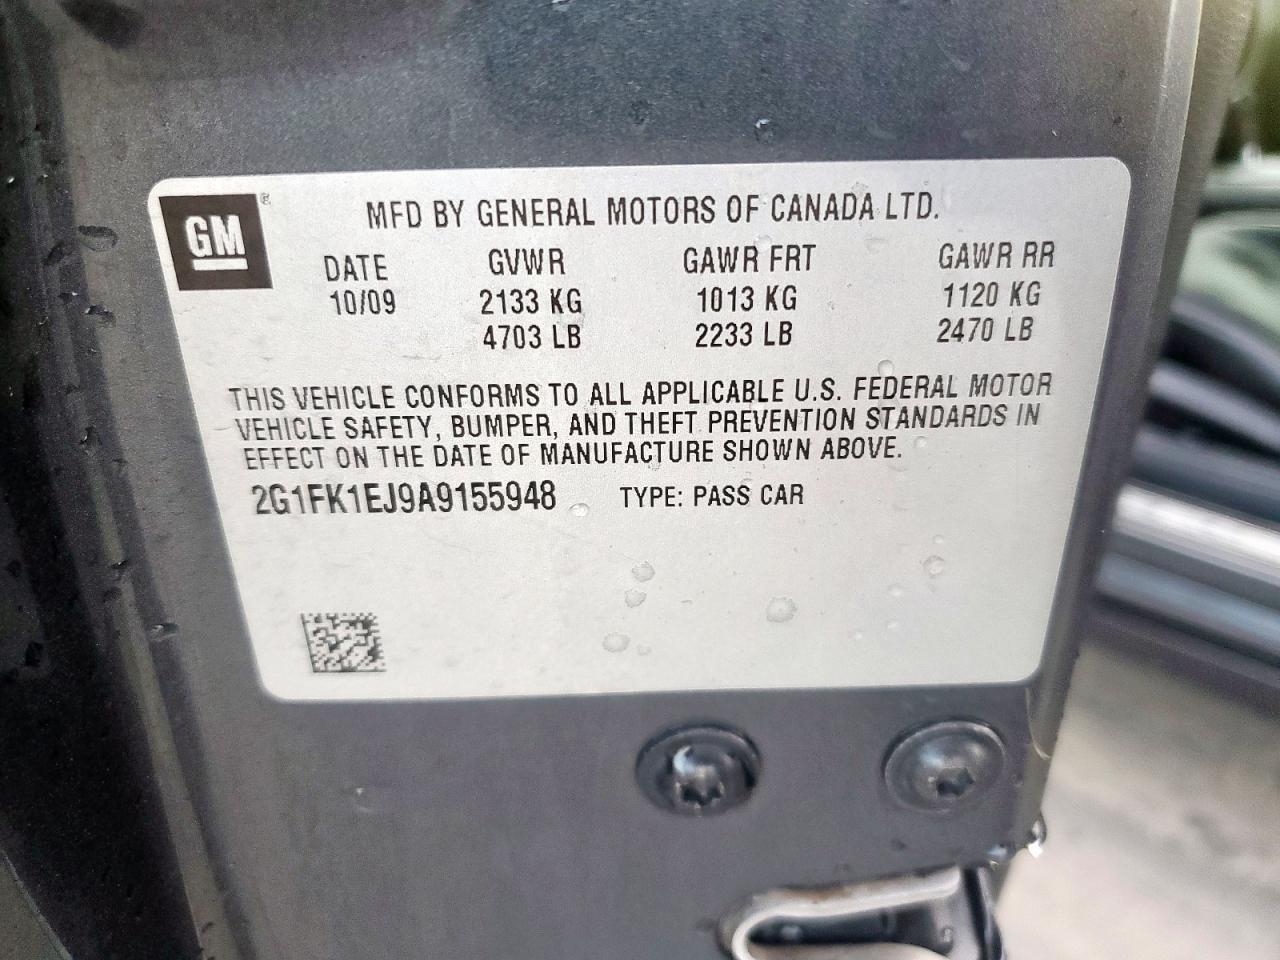 GM®
MFD BY GENERAL MOTORS OF CANADA LTD.
DATE GVWR GAWR FRT GAWR RR
10/09 2133 KG 1013 KG 1120 KG
4703 LB 2233 LB 2470 LB
THIS VEHICLE CONFORMS TO ALL APPLICABLE U.S. FEDERAL MOTOR
VEHICLE SAFETY, BUMPER, AND THEFT PREVENTION STANDARDS IN
EFFECT ON THE DATE OF MANUFACTURE SHOWN ABOVE.
2G1FK1EJ9A9155948 TYPE: PASS CAR